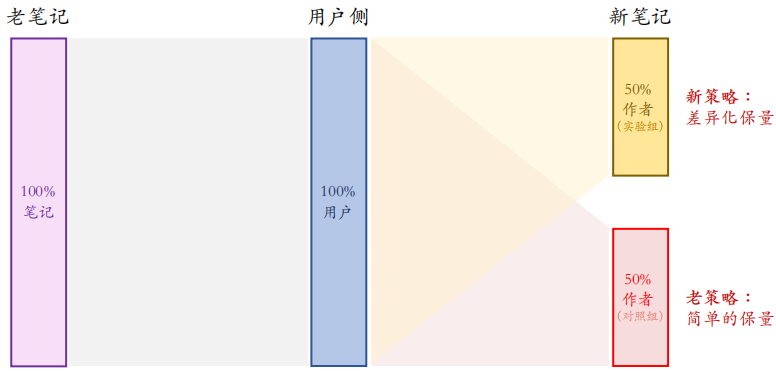 老笔记
用户侧
新笔记
100%
笔记
100%
用户
50%
作者
(实验组)
新策略：
差异化保量
50%
作者
(对照组)
老策略：
简单的保量